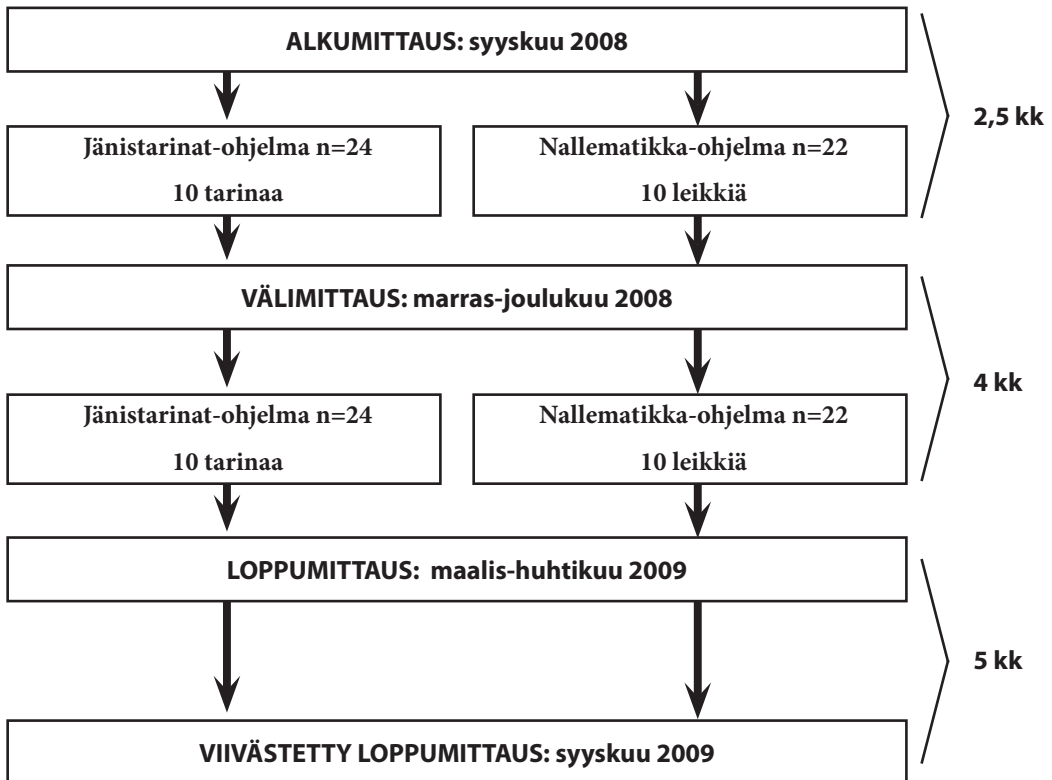 ALKUMITTAUS: syyskuu 2008
2,5 kk
Jänistarinat-ohjelma n=24
10 tarinaa
Nallematikka-ohjelma n=22
10 leikkiä
VÄLIMITTAUS: marras-joulukuu 2008
4 kk
Jänistarinat-ohjelma n=24
10 tarinaa
Nallematikka-ohjelma n=22
10 leikkiä
LOPPUMITTAUS: maalis-huhtikuu 2009
5 kk
VIIVÄSTETTY LOPPUMITTAUS: syyskuu 2009